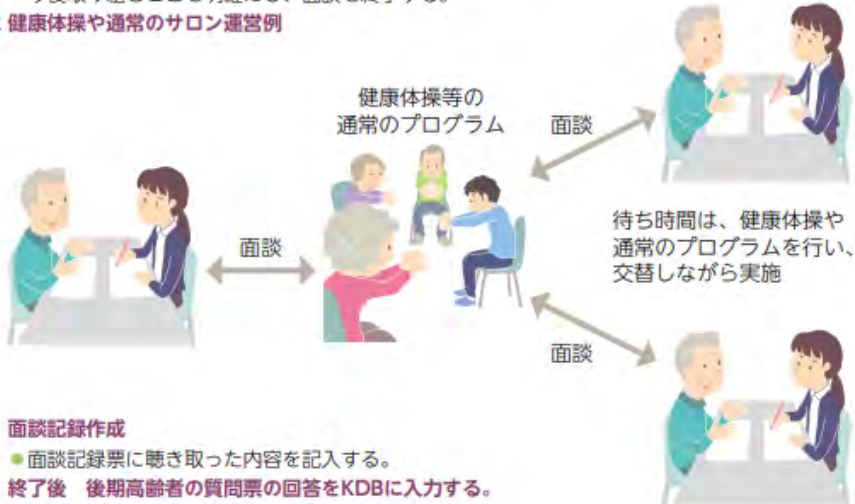 健康体操や通常のサロン運営例
健康体操等の
通常のプログラム
面談
面談
待ち時間は、健康体操や
通常のプログラムを行い、
交替しながら実施
面談
面談記録作成
●面談記録票に聴き取った内容を記入する。
終了後　後期高齢者の質問票の回答をKDBに入力する。